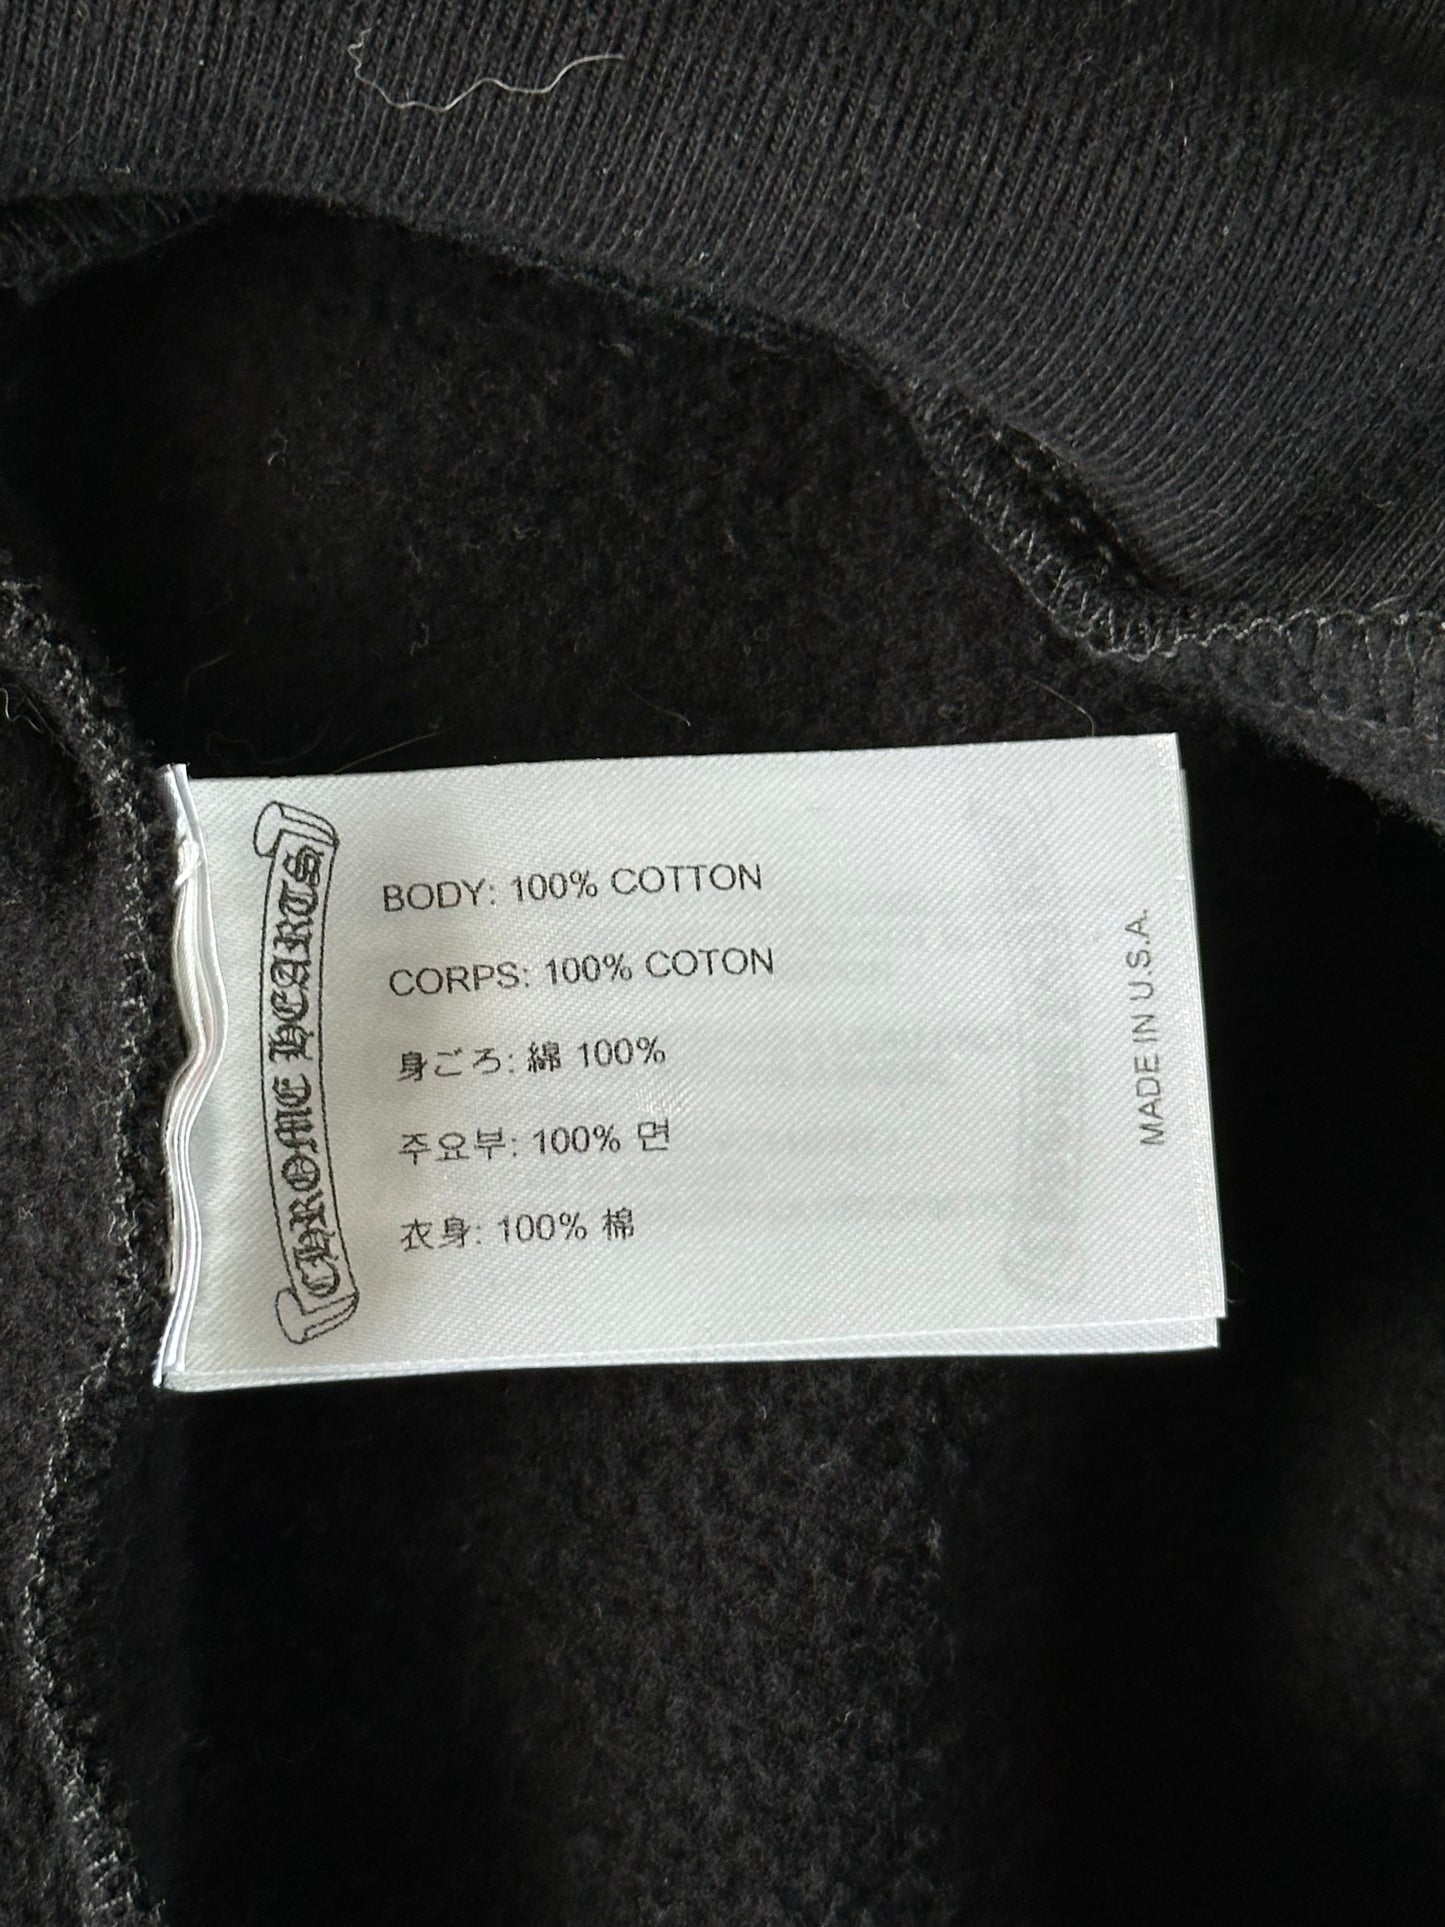 CHROME HEARTS
BODY: 100% COTTON
CORPS: 100% COTON
身ごろ: 綿 100%
주요부: 100% 면
衣身: 100% 棉
MADE IN U.S.A.